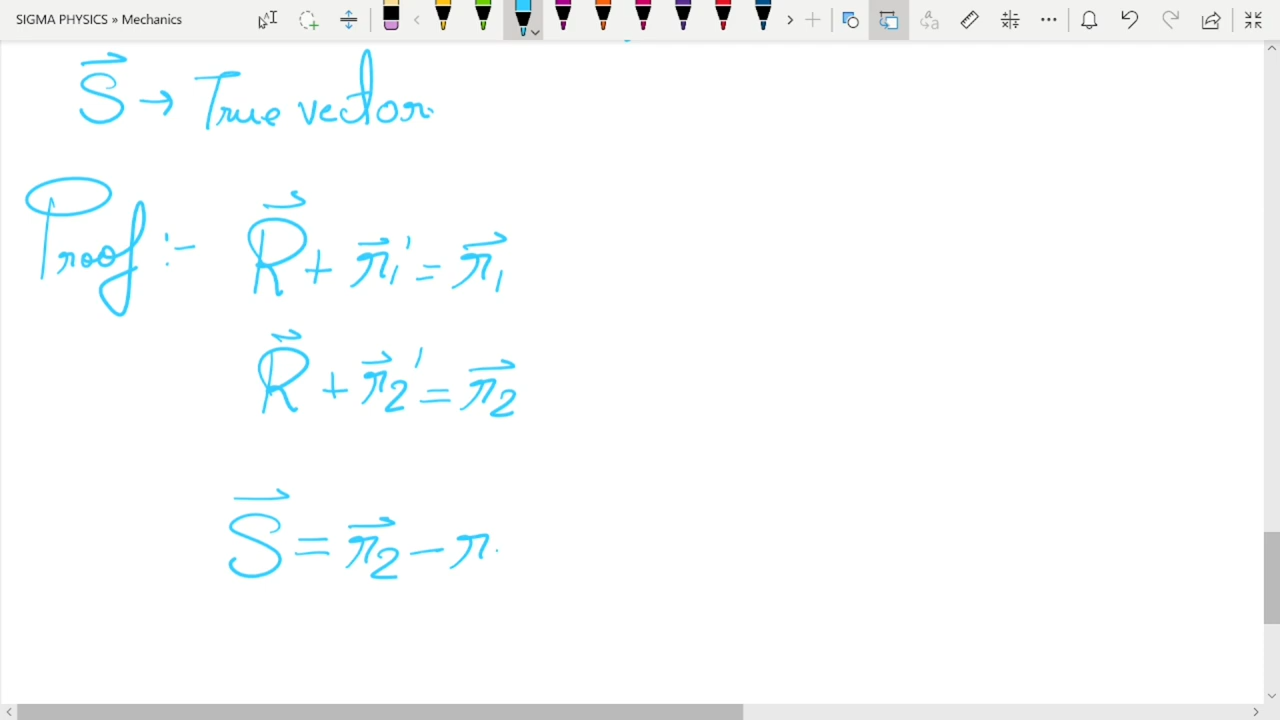 SIGMA PHYSICS » Mechanics
S⃗ → True vector.
Proof :- R⃗ + r⃗₁' = r⃗₁
R⃗ + r⃗₂' = r⃗₂
S⃗ = r⃗₂ - r